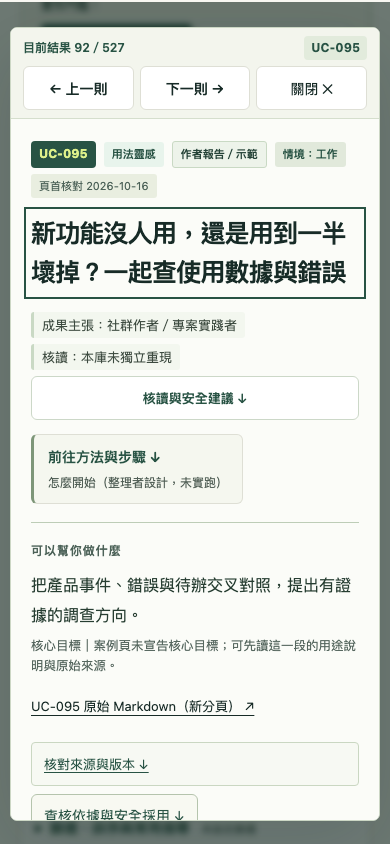 目前結果 92 / 527
UC-095
← 上一則
下一則 →
關閉 ✕
UC-095
用法靈感
作者報告 / 示範
情境：工作
頁首核對 2026-10-16
新功能沒人用，還是用到一半
壞掉？一起查使用數據與錯誤
成果主張：社群作者 / 專案實踐者
核讀：本庫未獨立重現
核讀與安全建議 ↓
前往方法與步驟 ↓
怎麼開始（整理者設計，未實跑）
可以幫你做什麼
把產品事件、錯誤與待辦交叉對照，提出有證
據的調查方向。
核心目標｜案例頁未宣告核心目標；可先讀這一段的用途說
明與原始來源。
UC-095 原始 Markdown（新分頁） ↗
核對來源與版本 ↓
查核依據與安全採用 ↓